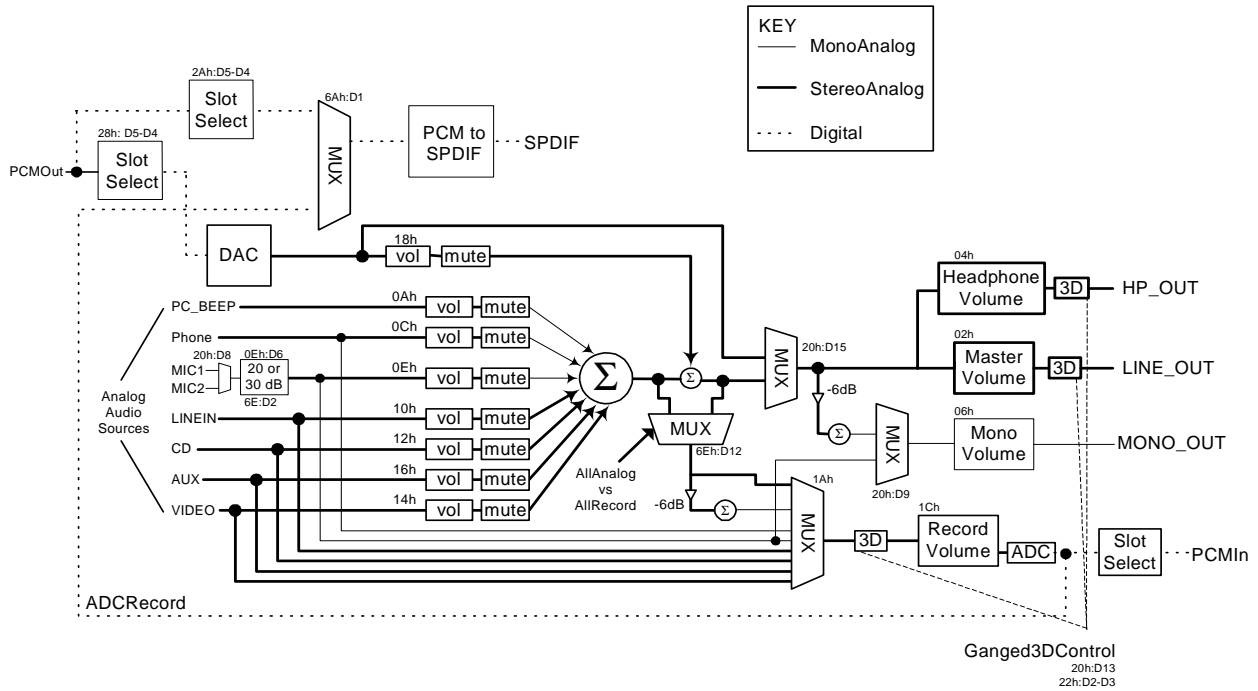 KEY
MonoAnalog
StereoAnalog
Digital
2Ah:D5-D4
Slot
Select
6Ah:D1
MUX
PCM to
SPDIF
SPDIF
28h: D5-D4
Slot
Select
PCMOut
DAC
18h
vol
mute
04h
Headphone
Volume
3D
HP_OUT
PC_BEEP
0Ah
vol
mute
Phone
0Ch
vol
mute
20h:D8
MIC1
MIC2
0Eh:D6
20 or
30 dB
6E:D2
0Eh
vol
mute
Σ
Σ
MUX
20h:D15
02h
Master
Volume
3D
LINE_OUT
Analog
Audio
Sources
LINEIN
10h
vol
mute
CD
12h
vol
mute
AUX
16h
vol
mute
VIDEO
14h
vol
mute
MUX
6Eh:D12
AllAnalog
vs
AllRecord
-6dB
Σ
-6dB
Σ
MUX
20h:D9
06h
Mono
Volume
MONO_OUT
1Ah
MUX
3D
1Ch
Record
Volume
ADC
Slot
Select
PCMIn
ADCRecord
Ganged3DControl
20h:D13
22h:D2-D3